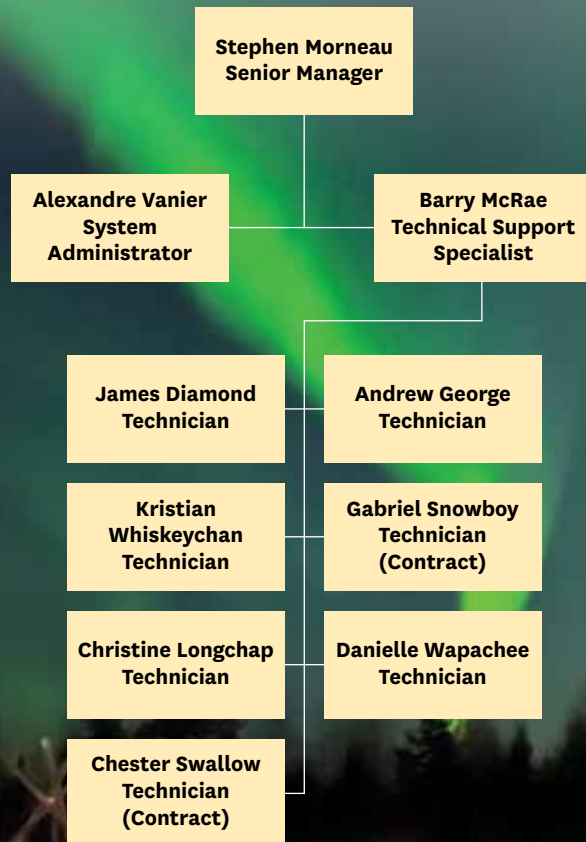 Stephen Morneau
Senior Manager
Alexandre Vanier
System
Administrator
Barry McRae
Technical Support
Specialist
James Diamond
Technician
Andrew George
Technician
Kristian
Whiskeychan
Technician
Gabriel Snowboy
Technician
(Contract)
Christine Longchap
Technician
Danielle Wapachee
Technician
Chester Swallow
Technician
(Contract)